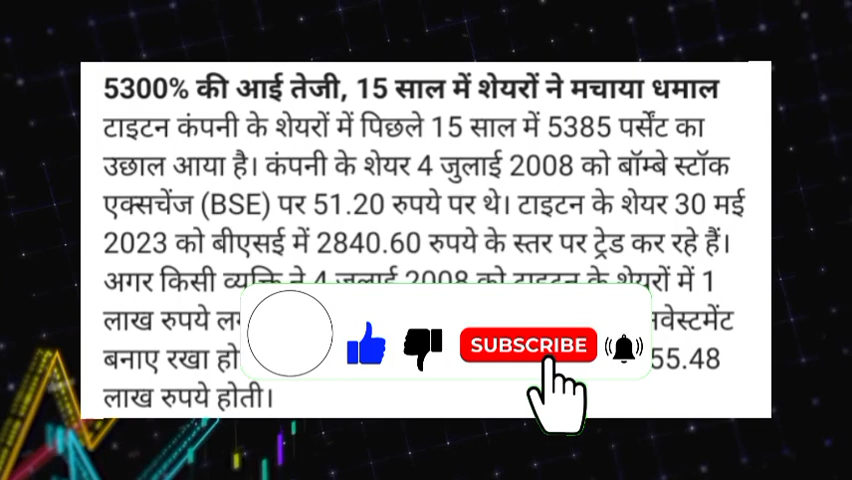 5300% की आई तेजी, 15 साल में शेयरों ने मचाया धमाल
टाइटन कंपनी के शेयरों में पिछले 15 साल में 5385 पर्सेंट का
उछाल आया है। कंपनी के शेयर 4 जुलाई 2008 को बॉम्बे स्टॉक
एक्सचेंज (BSE) पर 51.20 रुपये पर थे। टाइटन के शेयर 30 मई
2023 को बीएसई में 2840.60 रुपये के स्तर पर ट्रेड कर रहे हैं।
अगर किसी व्यक्ति ने 4 जुलाई 2008 को टाइटन के शेयरों में 1
लाख रुपये
बनाए रखा 55.48
लाख रुपये होती।
SUBSCRIBE